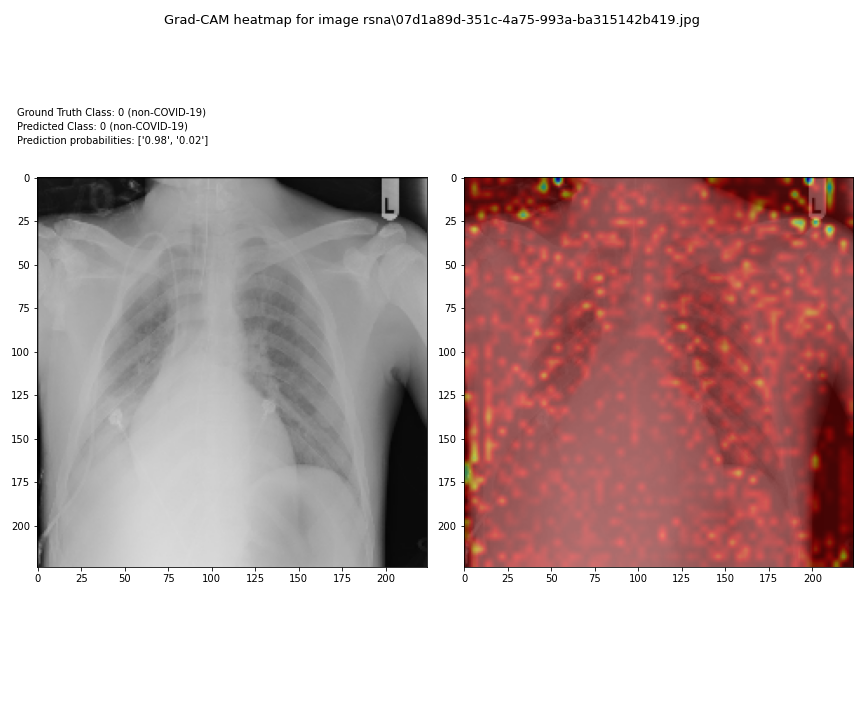 Grad-CAM heatmap for image rsna\07d1a89d-351c-4a75-993a-ba315142b419.jpg
Ground Truth Class: 0 (non-COVID-19)
Predicted Class: 0 (non-COVID-19)
Prediction probabilities: ['0.98', '0.02']
0
25
50
75
100
125
150
175
200
0 25 50 75 100 125 150 175 200
L
0
25
50
75
100
125
150
175
200
0 25 50 75 100 125 150 175 200
L